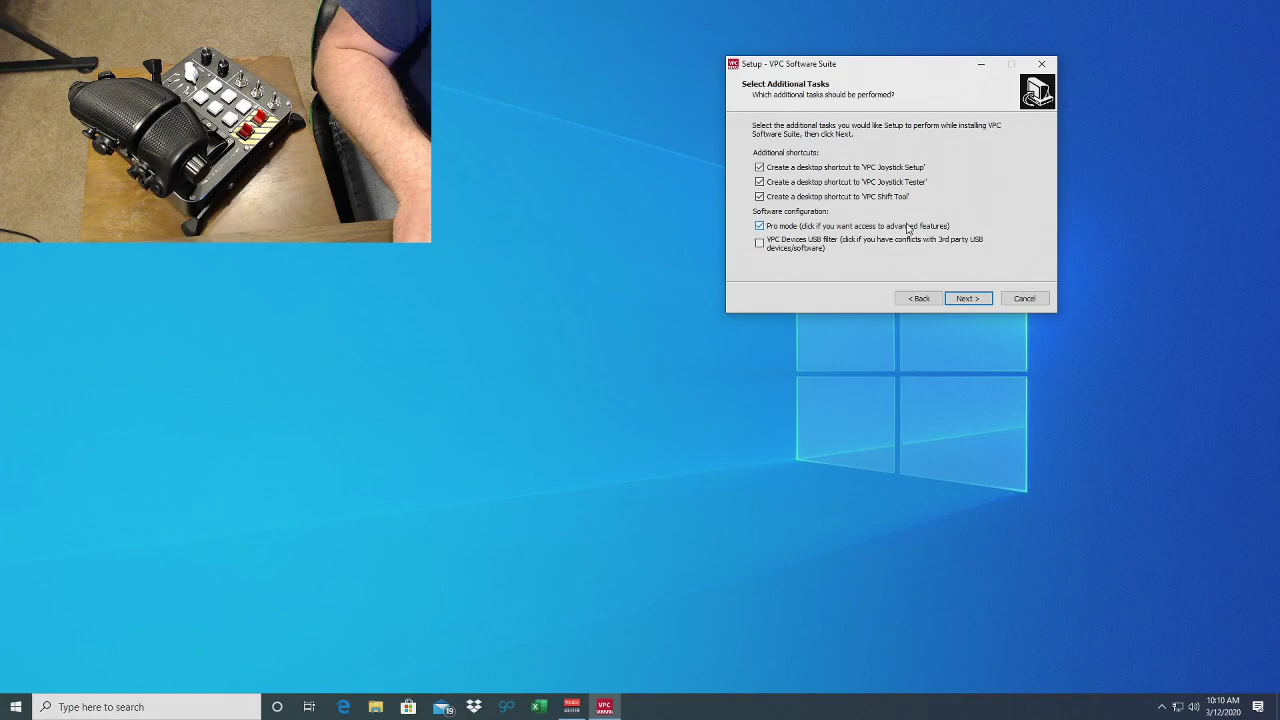 Setup - VPC Software Suite
Select Additional Tasks
Which additional tasks should be performed?
Select the additional tasks you would like Setup to perform while installing VPC
Software Suite, then click Next.
Additional shortcuts:
Create a desktop shortcut to 'VPC Joystick Setup'
Create a desktop shortcut to 'VPC Joystick Tester'
Create a desktop shortcut to 'VPC Shift Tool'
Software configuration:
Pro mode (click if you want access to advanced features)
VPC Devices USB filter (click if you have conflicts with 3rd party USB
devices/software)
< Back
Next >
Cancel
Type here to search
19
VPC
10:10 AM
3/12/2020